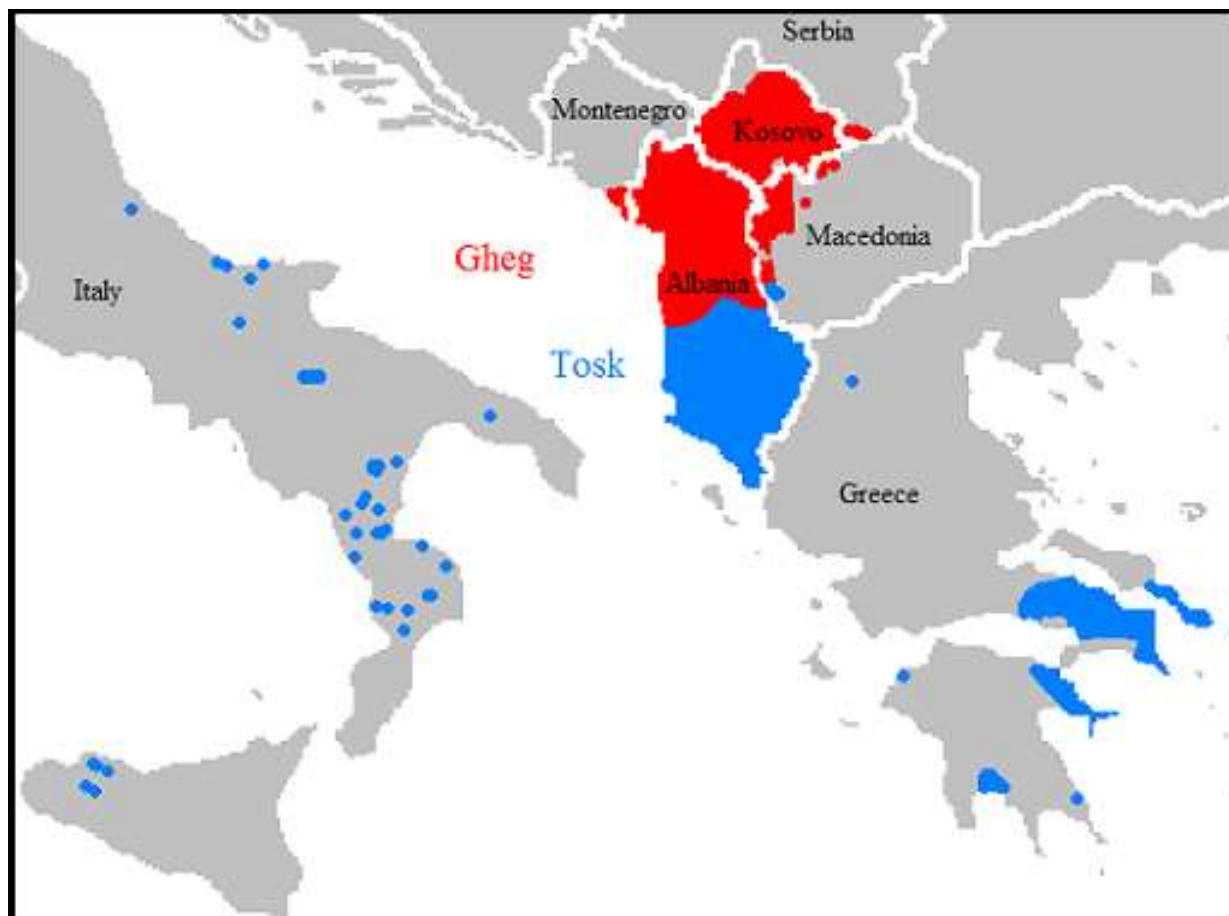 Serbia
Montenegro
Kosovo
Macedonia
Gheg
Italy
Albania
Tosk
Greece